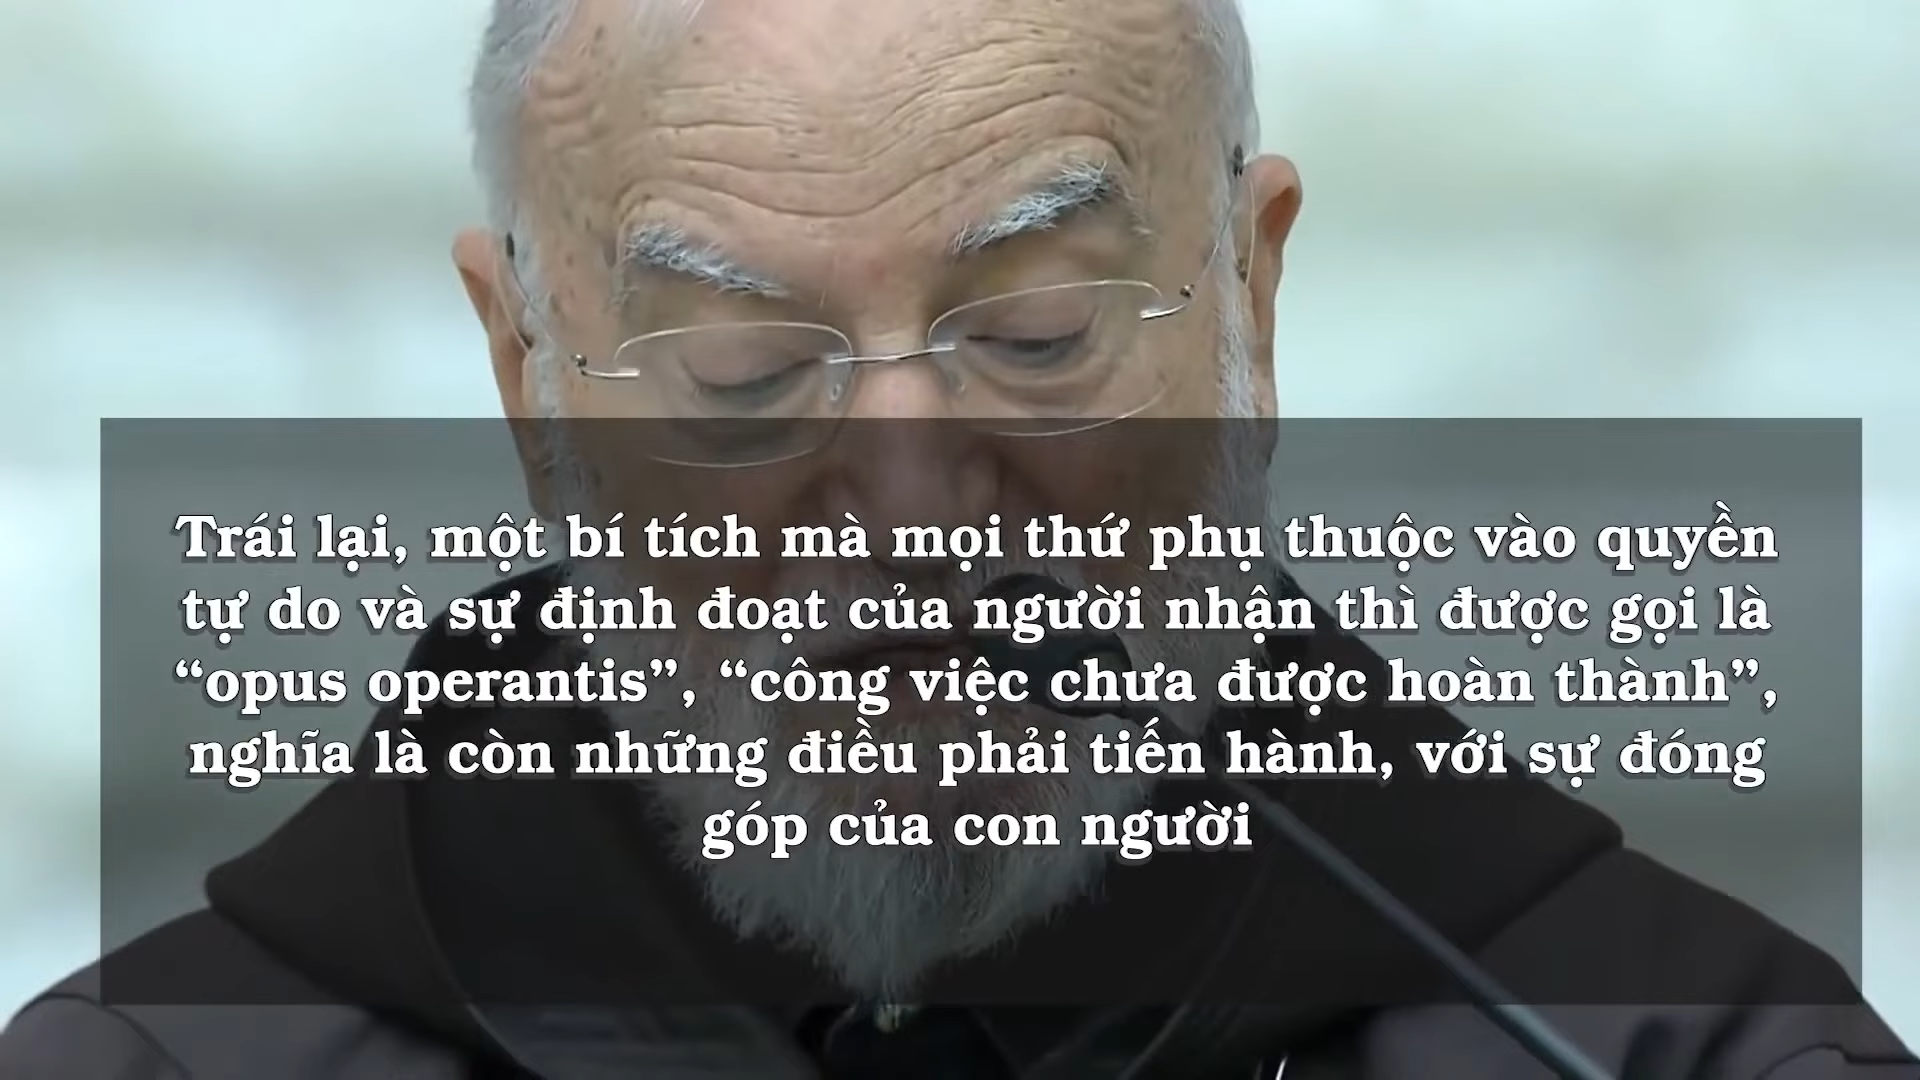 Trái lại, một bí tích mà mọi thứ phụ thuộc vào quyền
tự do và sự định đoạt của người nhận thì được gọi là
“opus operantis”, “công việc chưa được hoàn thành”,
nghĩa là còn những điều phải tiến hành, với sự đóng
góp của con người